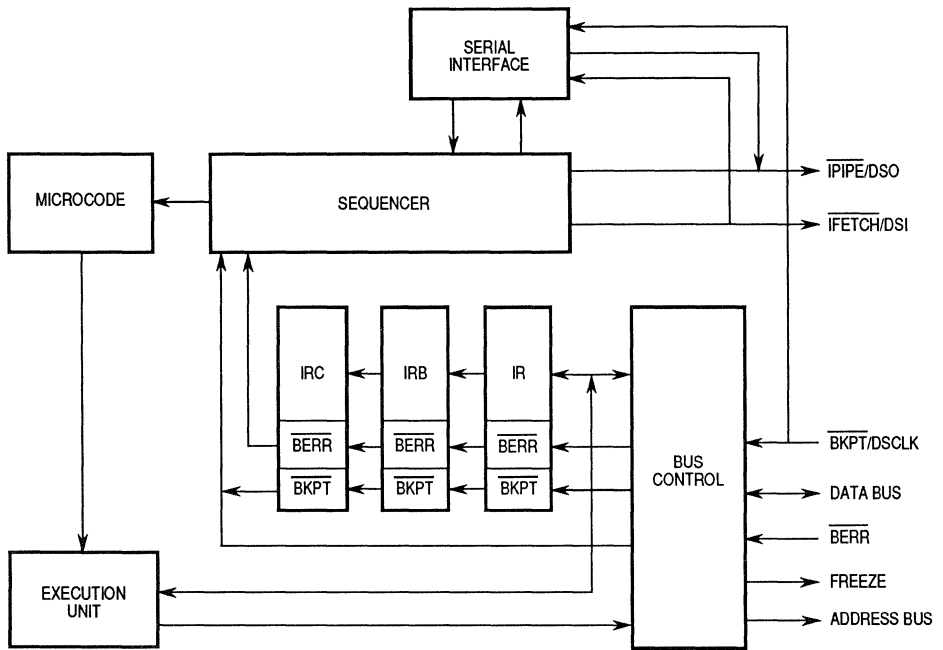 SERIAL
INTERFACE
MICROCODE
SEQUENCER
IPIPE/DSO
IFETCH/DSI
IRC
IRB
IR
BERR
BERR
BERR
BKPT
BKPT
BKPT
BUS
CONTROL
BKPT/DSCLK
DATA BUS
BERR
FREEZE
ADDRESS BUS
EXECUTION
UNIT